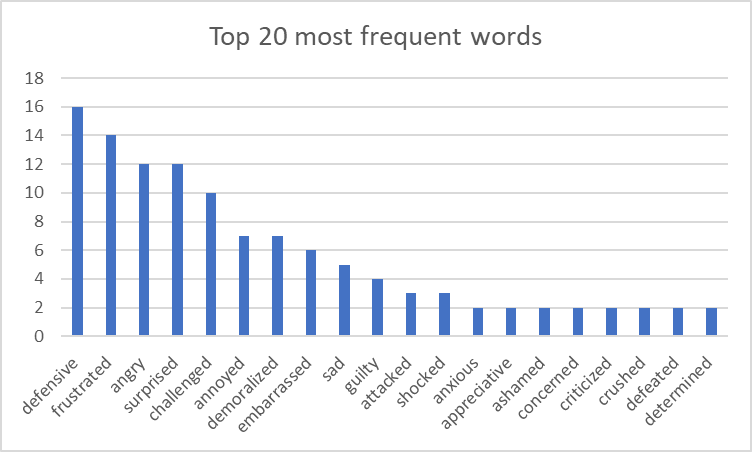 Top 20 most frequent words
18
16
14
12
10
8
6
4
2
0
defensive
frustrated
angry
surprised
challenged
annoyed
demoralized
embarrassed
sad
guilty
attacked
shocked
anxious
appreciative
ashamed
concerned
criticized
crushed
defeated
determined